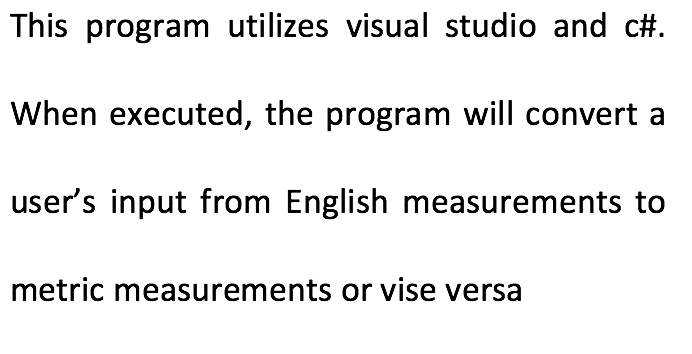 This program utilizes visual studio and c#.
When executed, the program will convert a
user’s input from English measurements to
metric measurements or vise versa